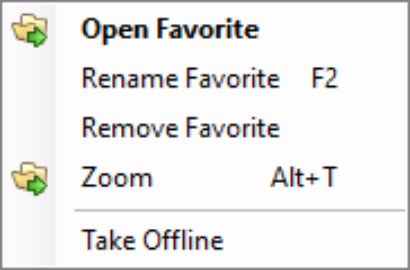 Open Favorite
Rename Favorite F2
Remove Favorite
Zoom Alt+T
Take Offline